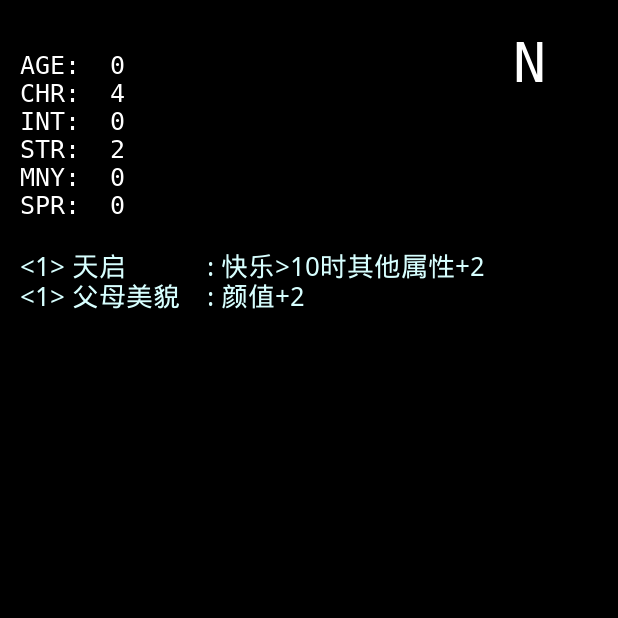 N
AGE: 0
CHR: 4
INT: 0
STR: 2
MNY: 0
SPR: 0
<1> 天启 : 快乐>10时其他属性+2
<1> 父母美貌 : 颜值+2